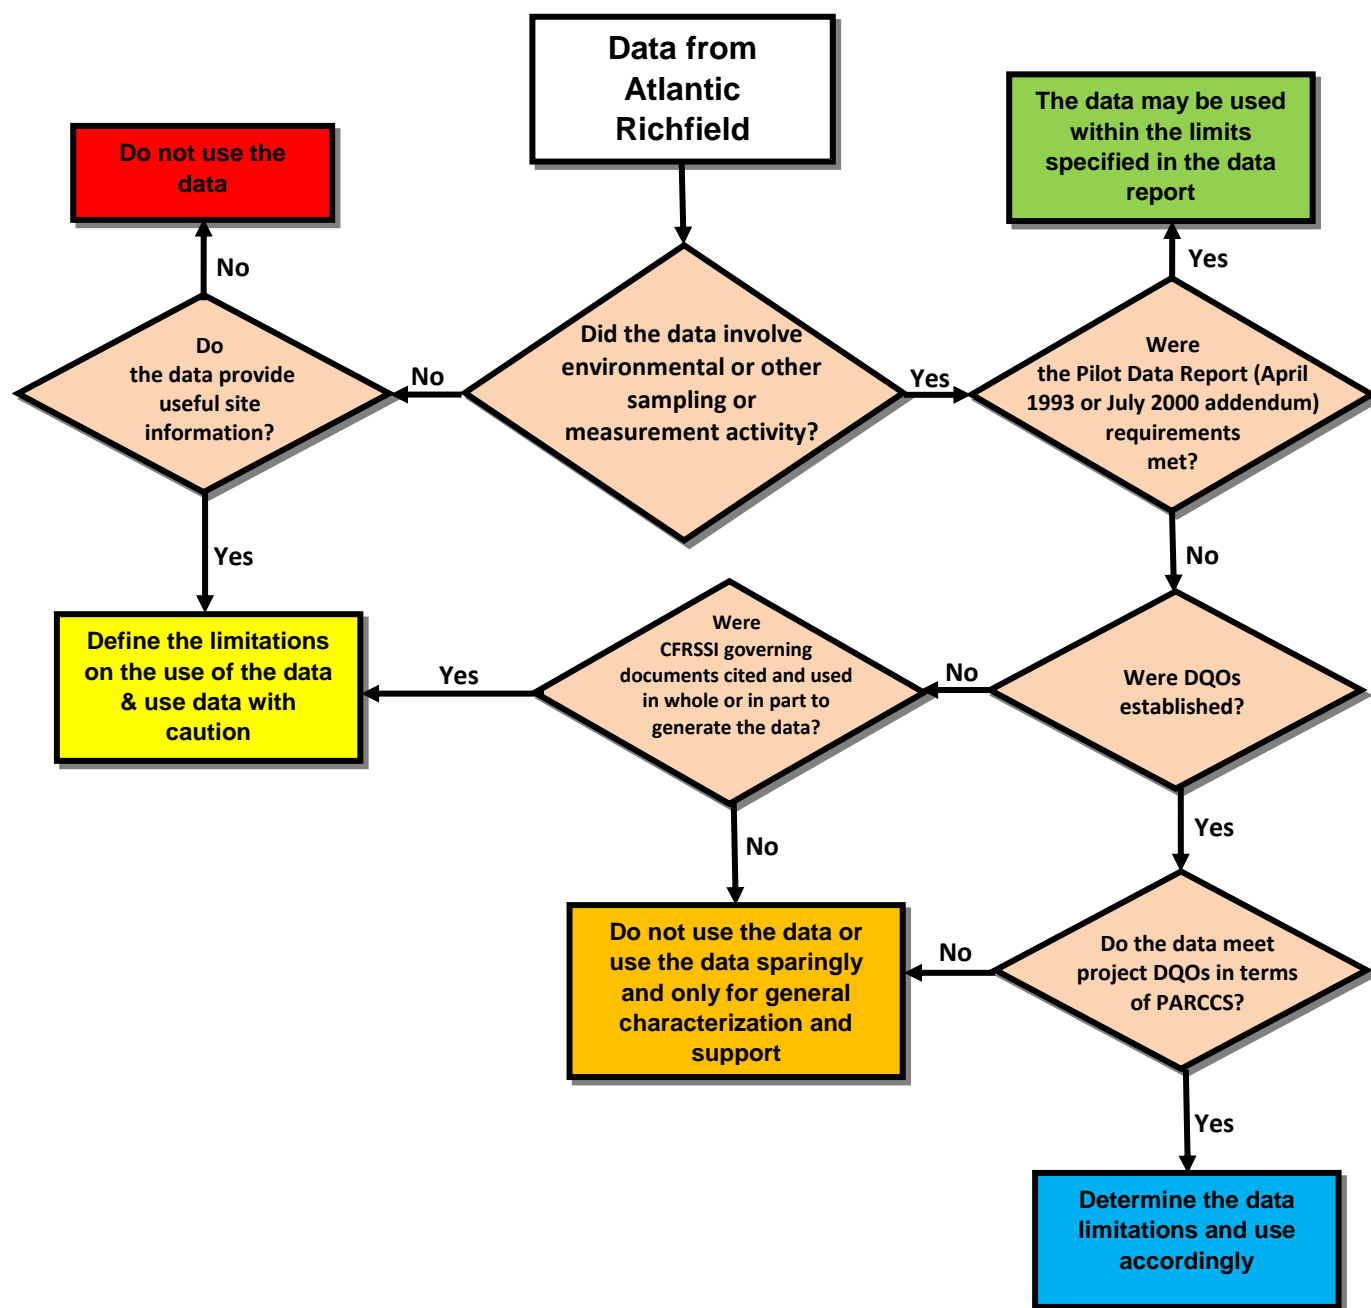 Data from
Atlantic
Richfield
The data may be used
within the limits
specified in the data
report
Do not use the
data
No
Yes
Do
the data provide
useful site
information?
No
Did the data involve
environmental or other
sampling or
measurement activity?
Yes
Were
the Pilot Data Report (April
1993 or July 2000 addendum)
requirements
met?
Yes
No
Define the limitations
on the use of the data
& use data with
caution
Yes
Were
CFRSSI governing
documents cited and used
in whole or in part to
generate the data?
No
Were DQOs
established?
No
Yes
Do not use the data or
use the data sparingly
and only for general
characterization and
support
No
Do the data meet
project DQOs in terms
of PARCCS?
Yes
Determine the data
limitations and use
accordingly